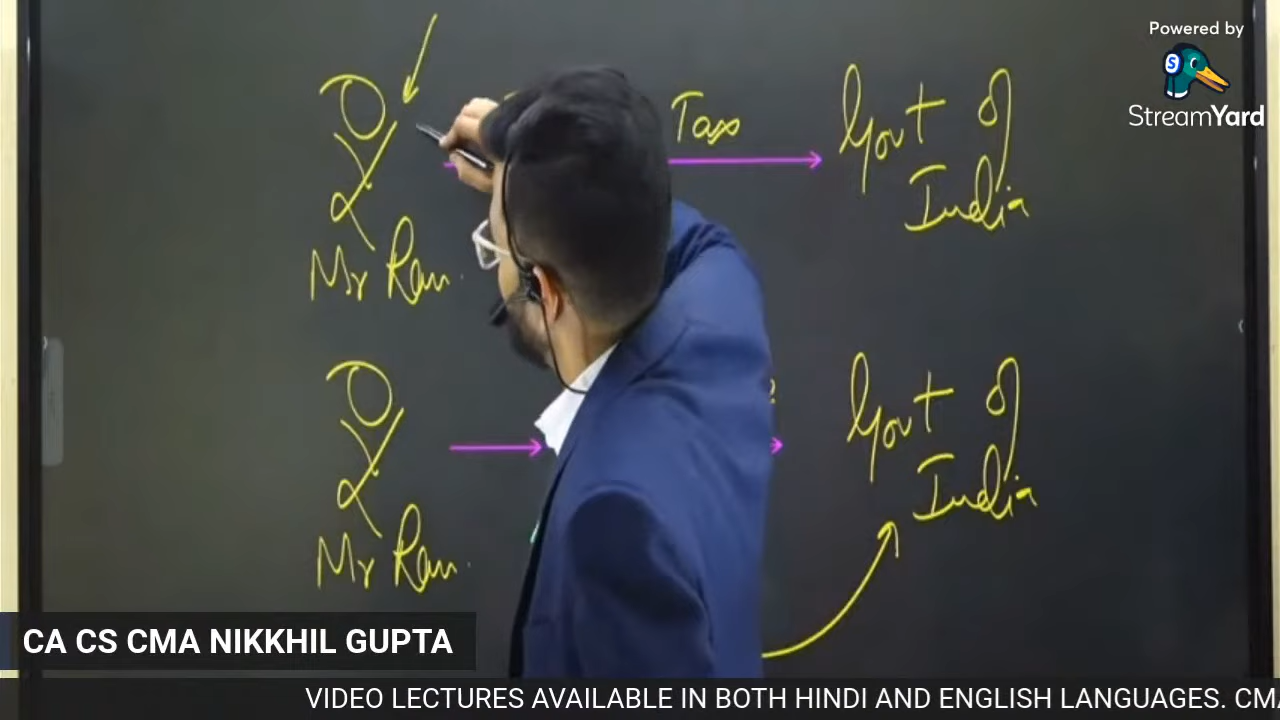 Powered by
StreamYard
Tax
Govt of
India
Mr Ram
Govt of
India
Mr Ram
CA CS CMA NIKKHIL GUPTA
VIDEO LECTURES AVAILABLE IN BOTH HINDI AND ENGLISH LANGUAGES. CMA